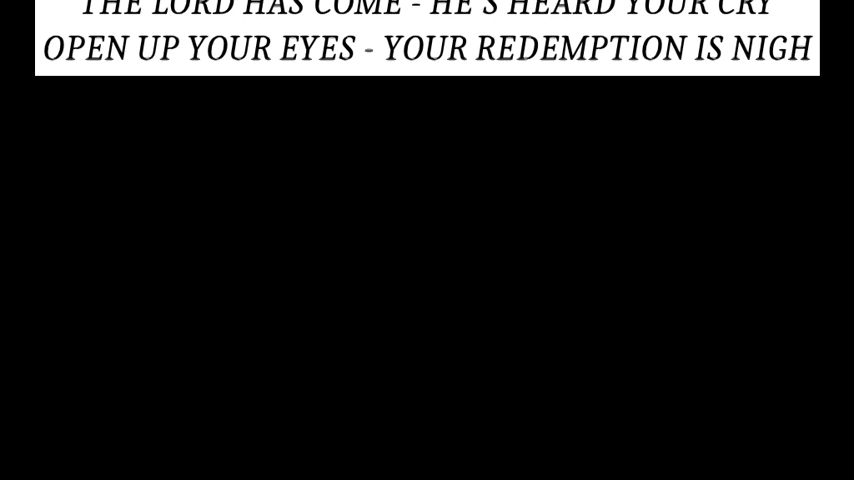 THE LORD HAS COME - HE'S HEARD YOUR CRY
OPEN UP YOUR EYES - YOUR REDEMPTION IS NIGH